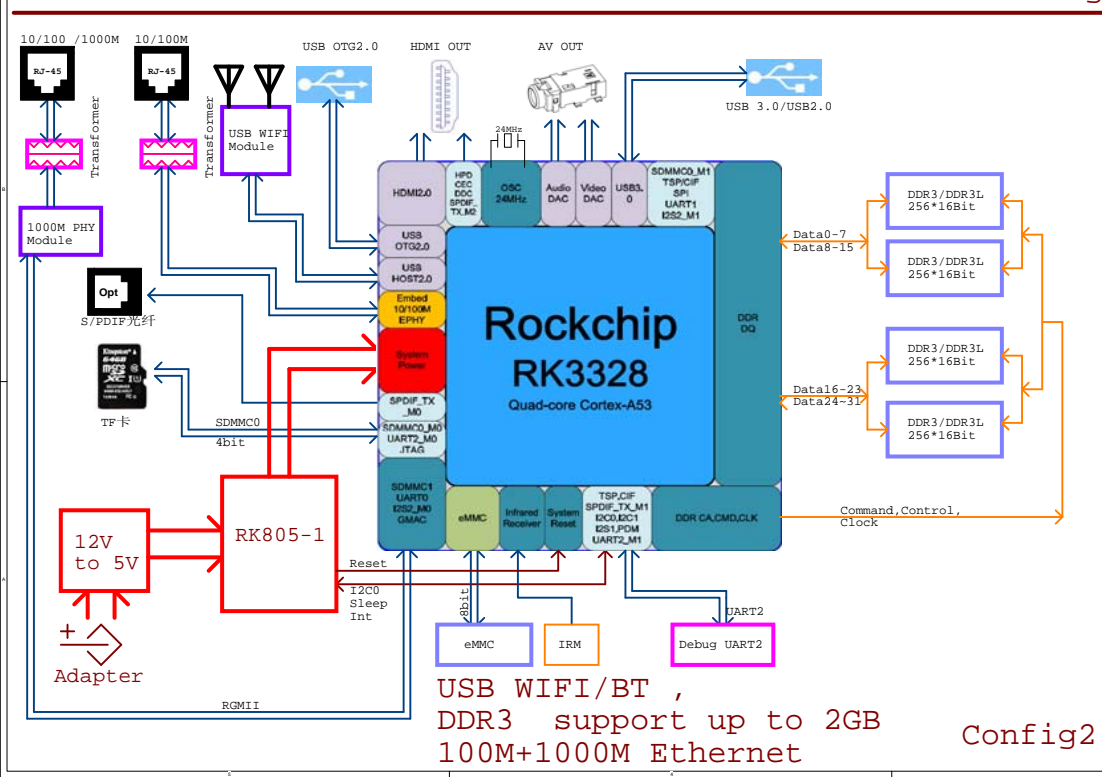 10/100 /1000M
10/100M
USB OTG2.0
HDMI OUT
AV OUT
RJ-45
RJ-45
Transformer
Transformer
USB WIFI
Module
24MHz
USB 3.0/USB2.0
HDMI2.0
HPD
CEC
DDC
SPDIF_
TX_M2
OSC
24MHz
Audio
DAC
Video
DAC
USB3.
0
SDMMC0_M1
TSP/CIF
SPI
UART1
I2S2_M1
DDR3/DDR3L
256*16Bit
1000M PHY
Module
USB
OTG2.0
Data0-7
Data8-15
DDR3/DDR3L
256*16Bit
USB
HOST2.0
Opt
S/PDIF光纤
Embed
10/100M
EPHY
Rockchip
RK3328
Quad-core Cortex-A53
DDR
DQ
System
Power
DDR3/DDR3L
256*16Bit
Kingston
64GB
micro
XC I
TF卡
SPDIF_TX
_M0
Data16-23
Data24-31
SDMMC0
4bit
SDMMC0_M0
UART2_M0
JTAG
DDR3/DDR3L
256*16Bit
SDMMC1
UART0
I2S2_M0
GMAC
eMMC
Infrared
Receiver
System
Reset
TSP,CIF
SPDIF_TX_M1
I2C0,I2C1
I2S1,PDM
UART2_M1
DDR CA,CMD,CLK
Command,Control,
Clock
12V
to 5V
RK805-1
Reset
I2C0
Sleep
Int
8bit
UART2
+
Adapter
eMMC
IRM
Debug UART2
RGMII
USB WIFI/BT ,
DDR3 support up to 2GB
100M+1000M Ethernet
Config2